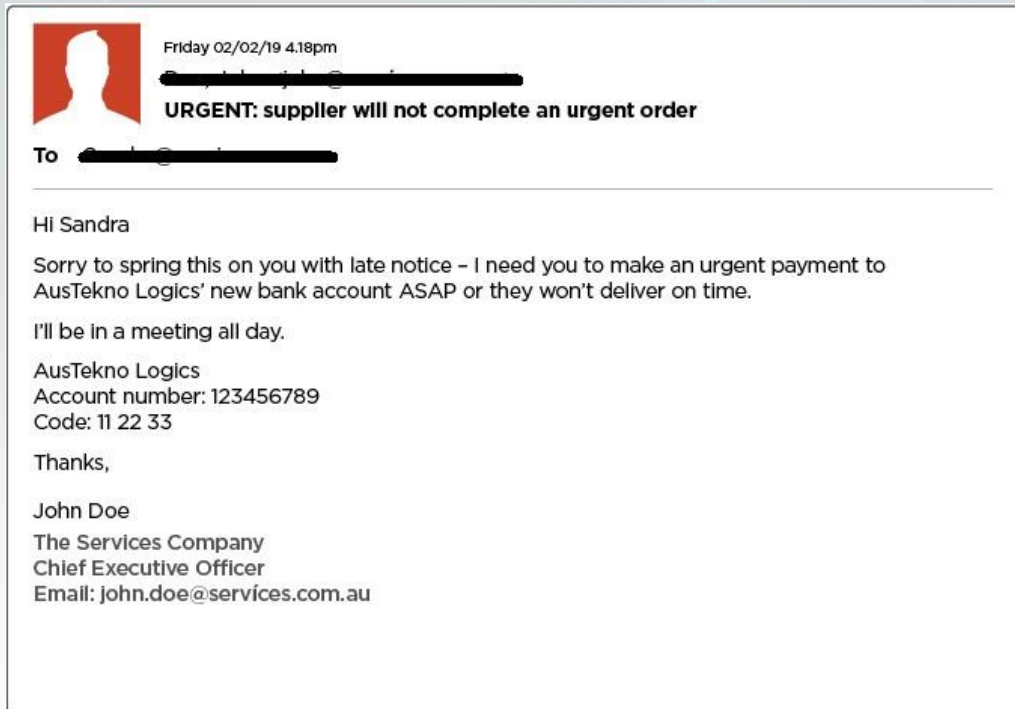 Friday 02/02/19 4.18pm
URGENT: supplier will not complete an urgent order
To
Hi Sandra
Sorry to spring this on you with late notice – I need you to make an urgent payment to
AusTekno Logics’ new bank account ASAP or they won’t deliver on time.
I’ll be in a meeting all day.
AusTekno Logics
Account number: 123456789
Code: 11 22 33
Thanks,
John Doe
The Services Company
Chief Executive Officer
Email: john.doe@servíces.com.au